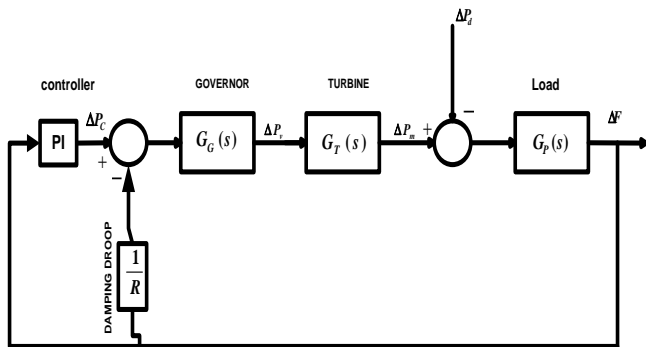 ΔP_d
controller
GOVERNOR
TURBINE
Load
ΔP_C
ΔP_v
ΔP_m
ΔF
PI
G_G(s)
G_T(s)
G_P(s)
+
−
+
−
DAMPING DROOP
1/R